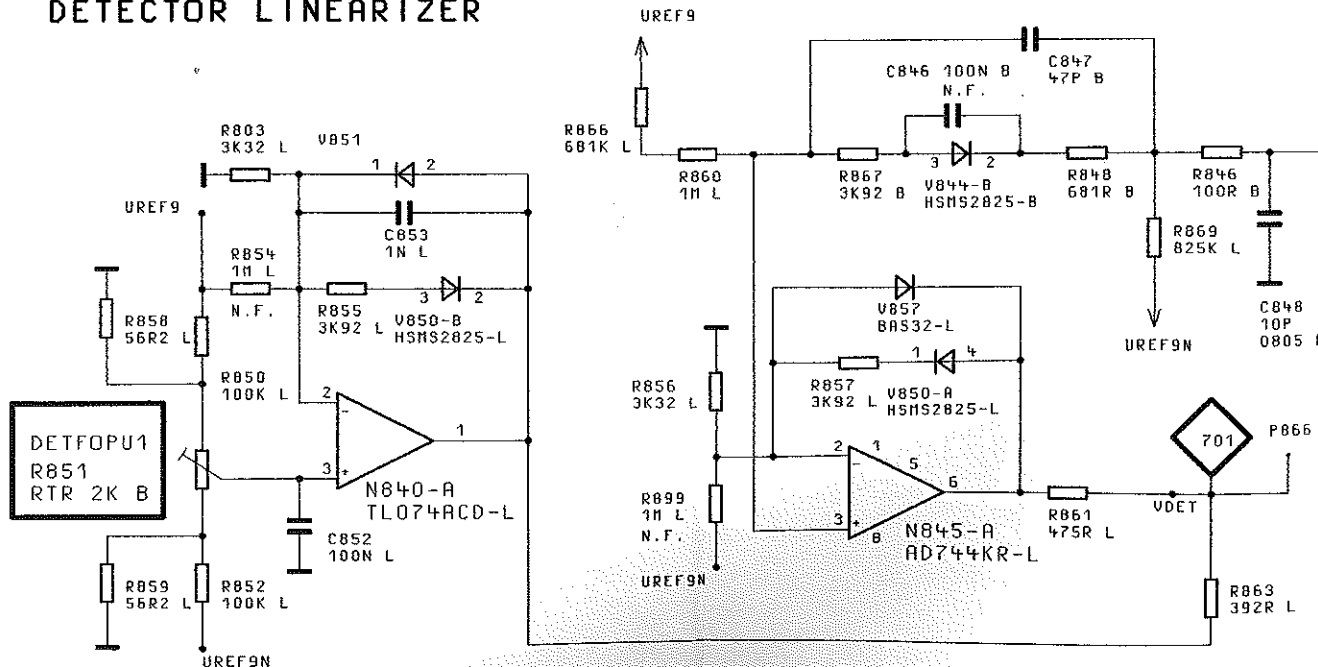 DETECTOR LINEARIZER
UREF9
C847
47P B
C846 100N B
N.F.
R803
3K32 L
V851
1
2
R866
681K L
R860
1M L
R867
3K92 B
3
2
V844-B
HSMS2825-B
R848
681R B
R846
100R B
UREF9
C853
1N L
R869
825K L
R854
1M L
N.F.
R855
3K92 L
3
2
V850-B
HSMS2825-L
V857
BAS32-L
C848
10P
0805
UREF9N
R858
56R2 L
R850
100K L
R856
3K32 L
1
4
R857
3K92 L
V850-A
HSMS2825-L
DETFOPU1
R851
RTR 2K B
2
-
3
+
1
N840-A
TL074ACD-L
701
P866
2
-
1
5
6
3
+
8
N845-A
AD744KR-L
R899
1M L
N.F.
R861
475R L
VDET
C852
100N L
R859
56R2 L
R852
100K L
UREF9N
R863
392R L
UREF9N